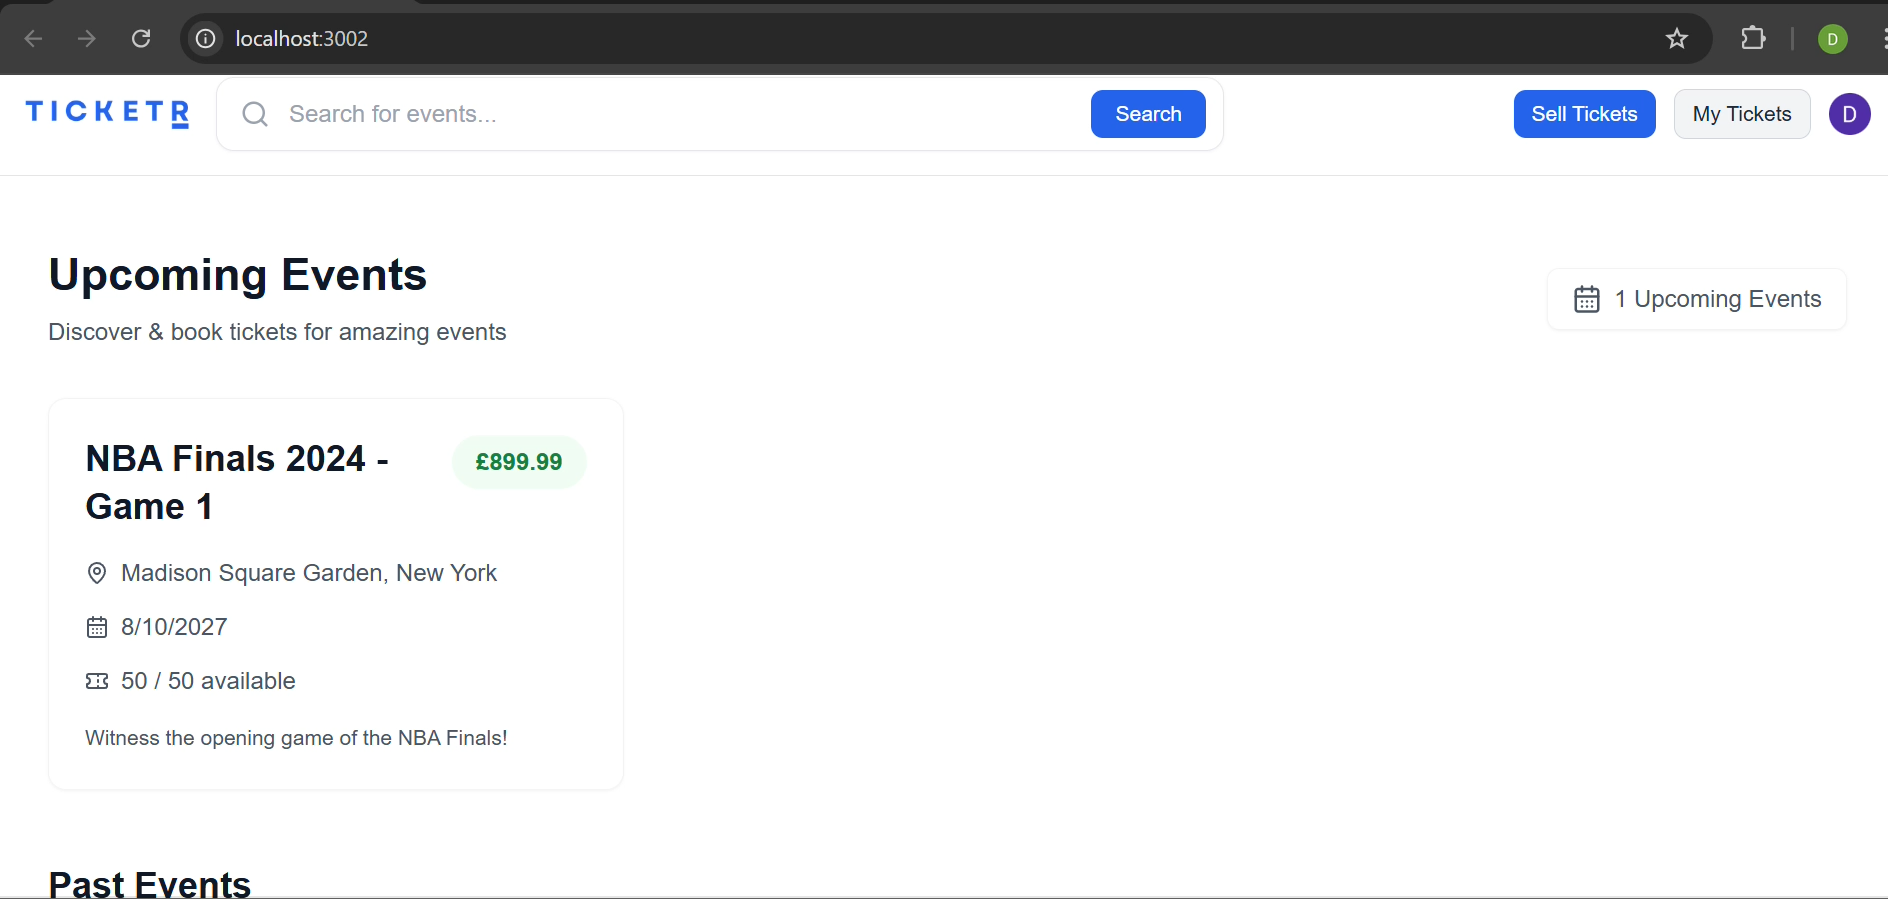 localhost:3002
D
TICKETR
Search for events...
Search
Sell Tickets
My Tickets
D
Upcoming Events
Discover & book tickets for amazing events
1 Upcoming Events
NBA Finals 2024 -
Game 1
£899.99
Madison Square Garden, New York
8/10/2027
50 / 50 available
Witness the opening game of the NBA Finals!
Past Events